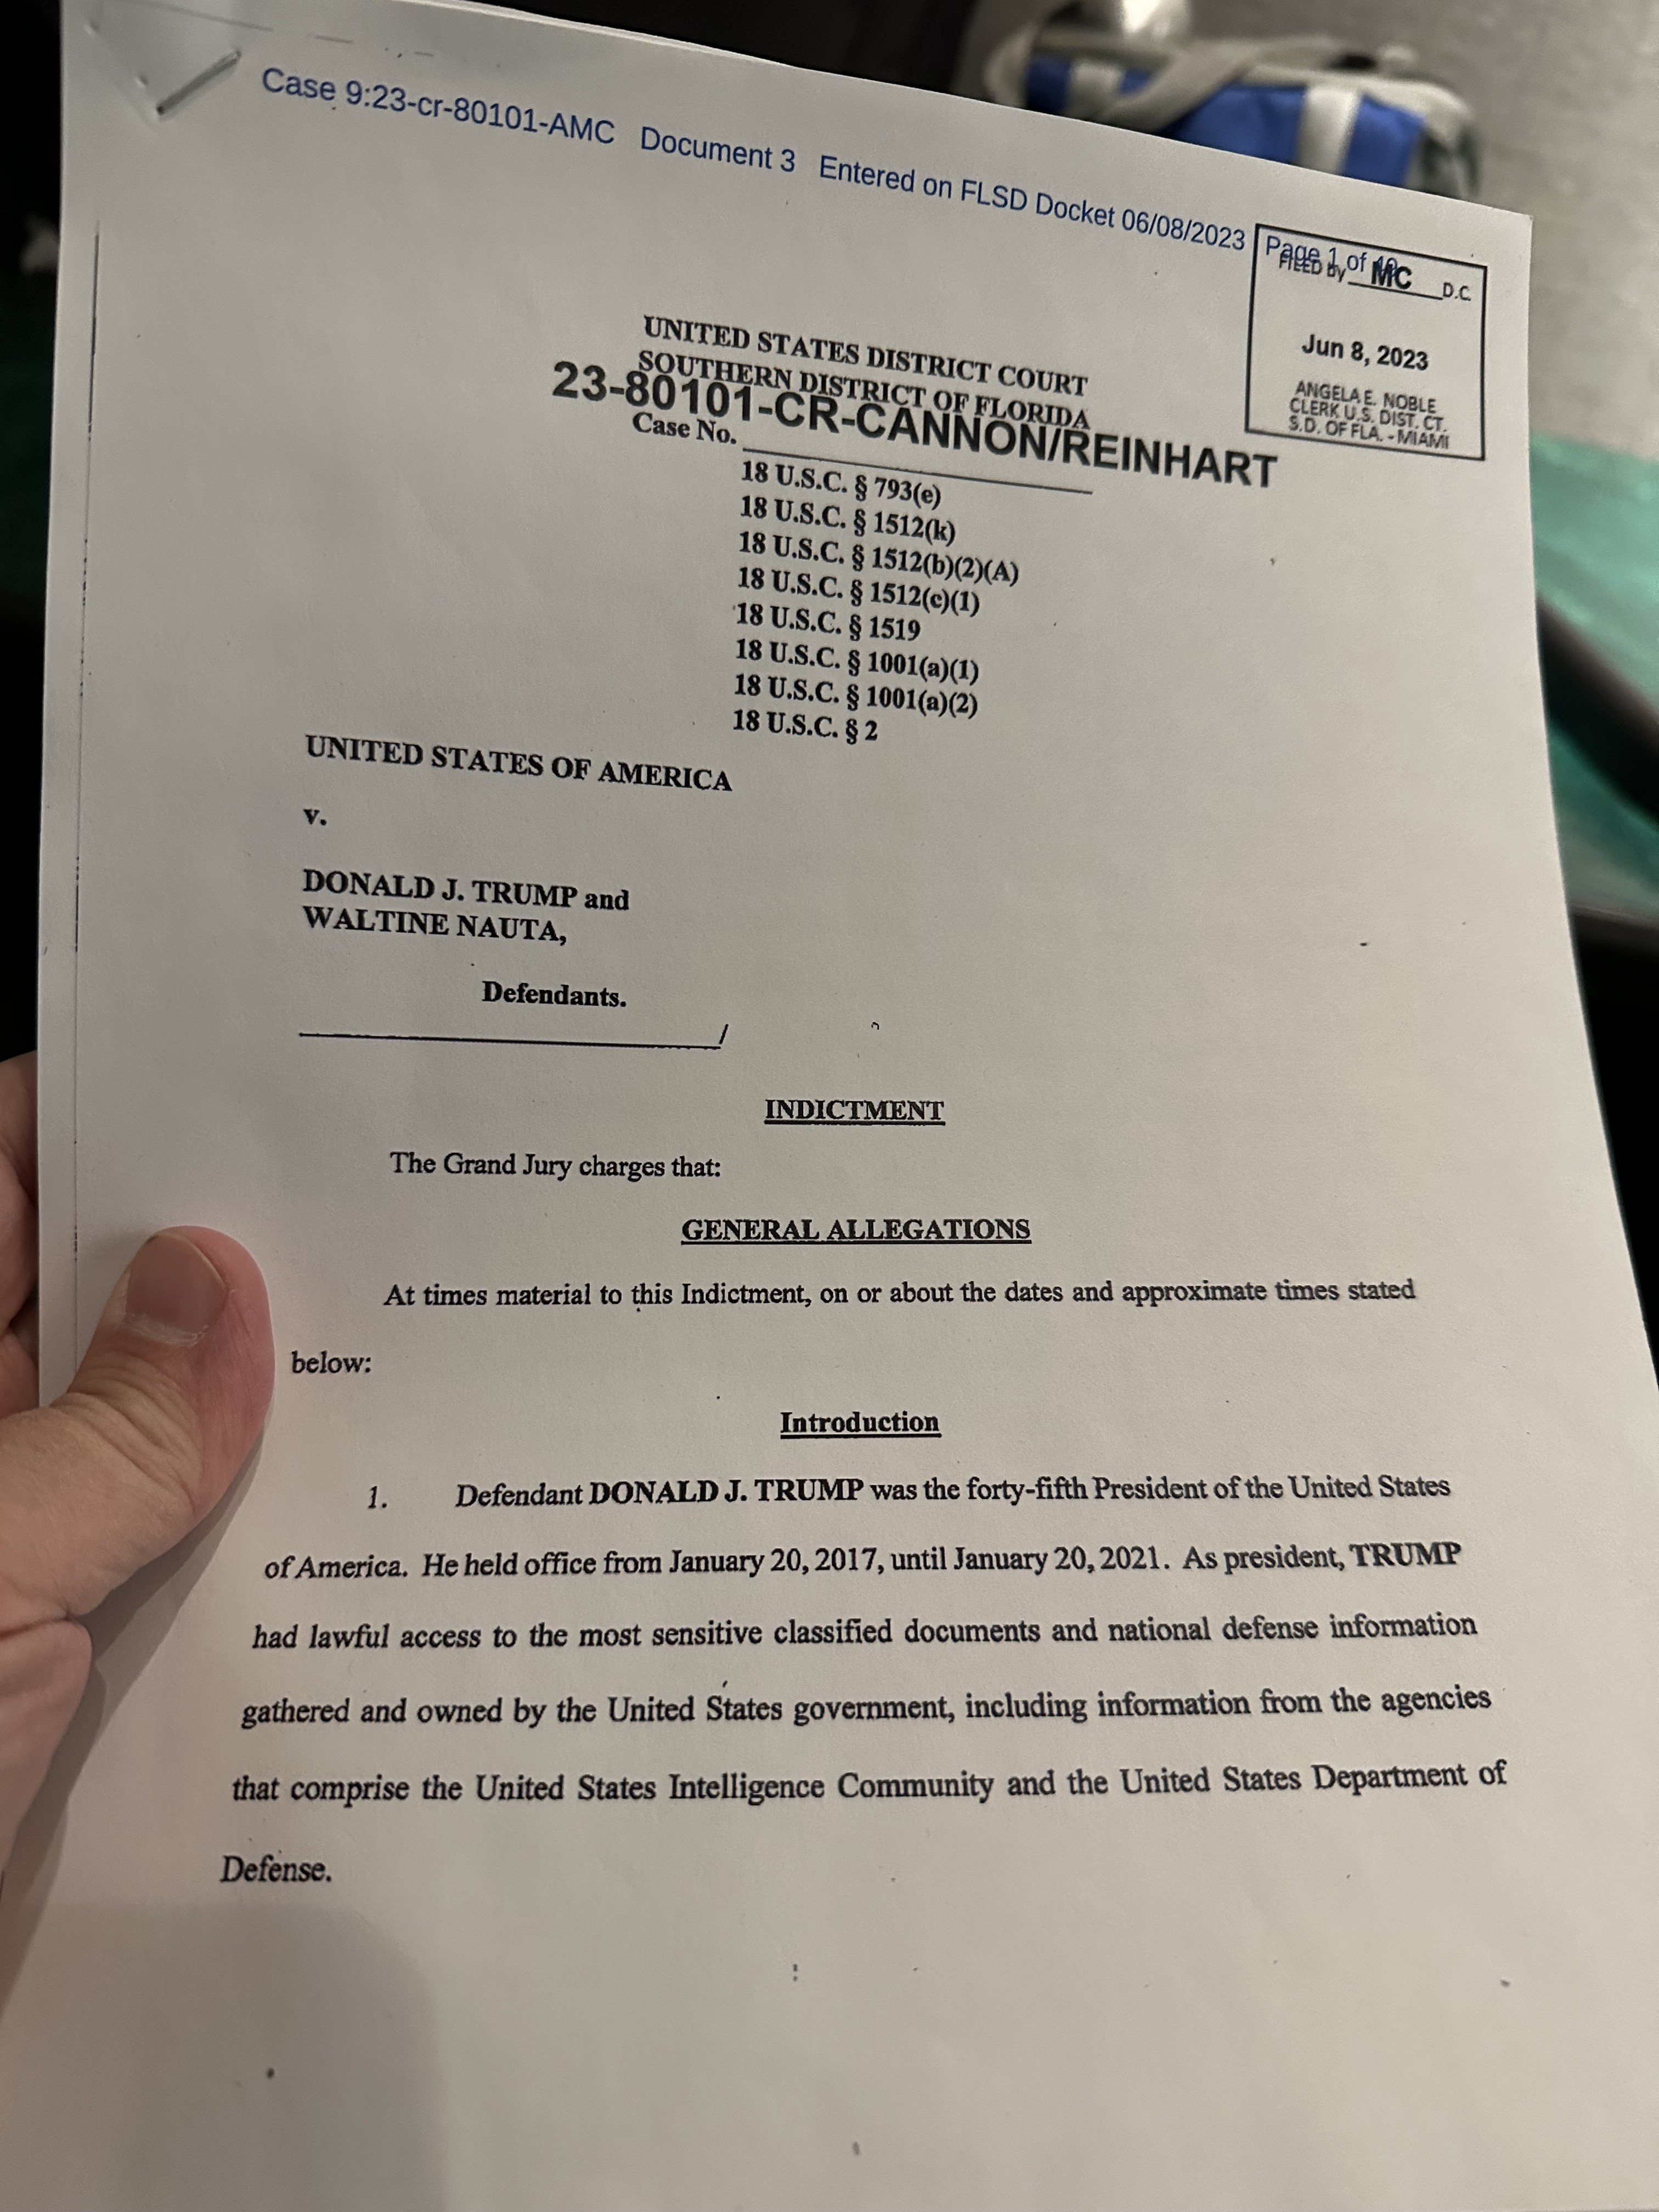 Case 9:23-cr-80101-AMC Document 3 Entered on FLSD Docket 06/08/2023 Page 1 of
FILED by MC D.C.
Jun 8, 2023
ANGELA E. NOBLE
CLERK U.S. DIST. CT.
S.D. OF FLA. - MIAMI
UNITED STATES DISTRICT COURT
SOUTHERN DISTRICT OF FLORIDA
23-80101-CR-CANNON/REINHART
Case No.
18 U.S.C. § 793(e)
18 U.S.C. § 1512(k)
18 U.S.C. § 1512(b)(2)(A)
18 U.S.C. § 1512(c)(1)
18 U.S.C. § 1519
18 U.S.C. § 1001(a)(1)
18 U.S.C. § 1001(a)(2)
18 U.S.C. § 2
UNITED STATES OF AMERICA
v.
DONALD J. TRUMP and
WALTINE NAUTA,
Defendants.
/
INDICTMENT
The Grand Jury charges that:
GENERAL ALLEGATIONS
At times material to this Indictment, on or about the dates and approximate times stated
below:
Introduction
1. Defendant DONALD J. TRUMP was the forty-fifth President of the United States
of America. He held office from January 20, 2017, until January 20, 2021. As president, TRUMP
had lawful access to the most sensitive classified documents and national defense information
gathered and owned by the United States government, including information from the agencies
that comprise the United States Intelligence Community and the United States Department of
Defense.